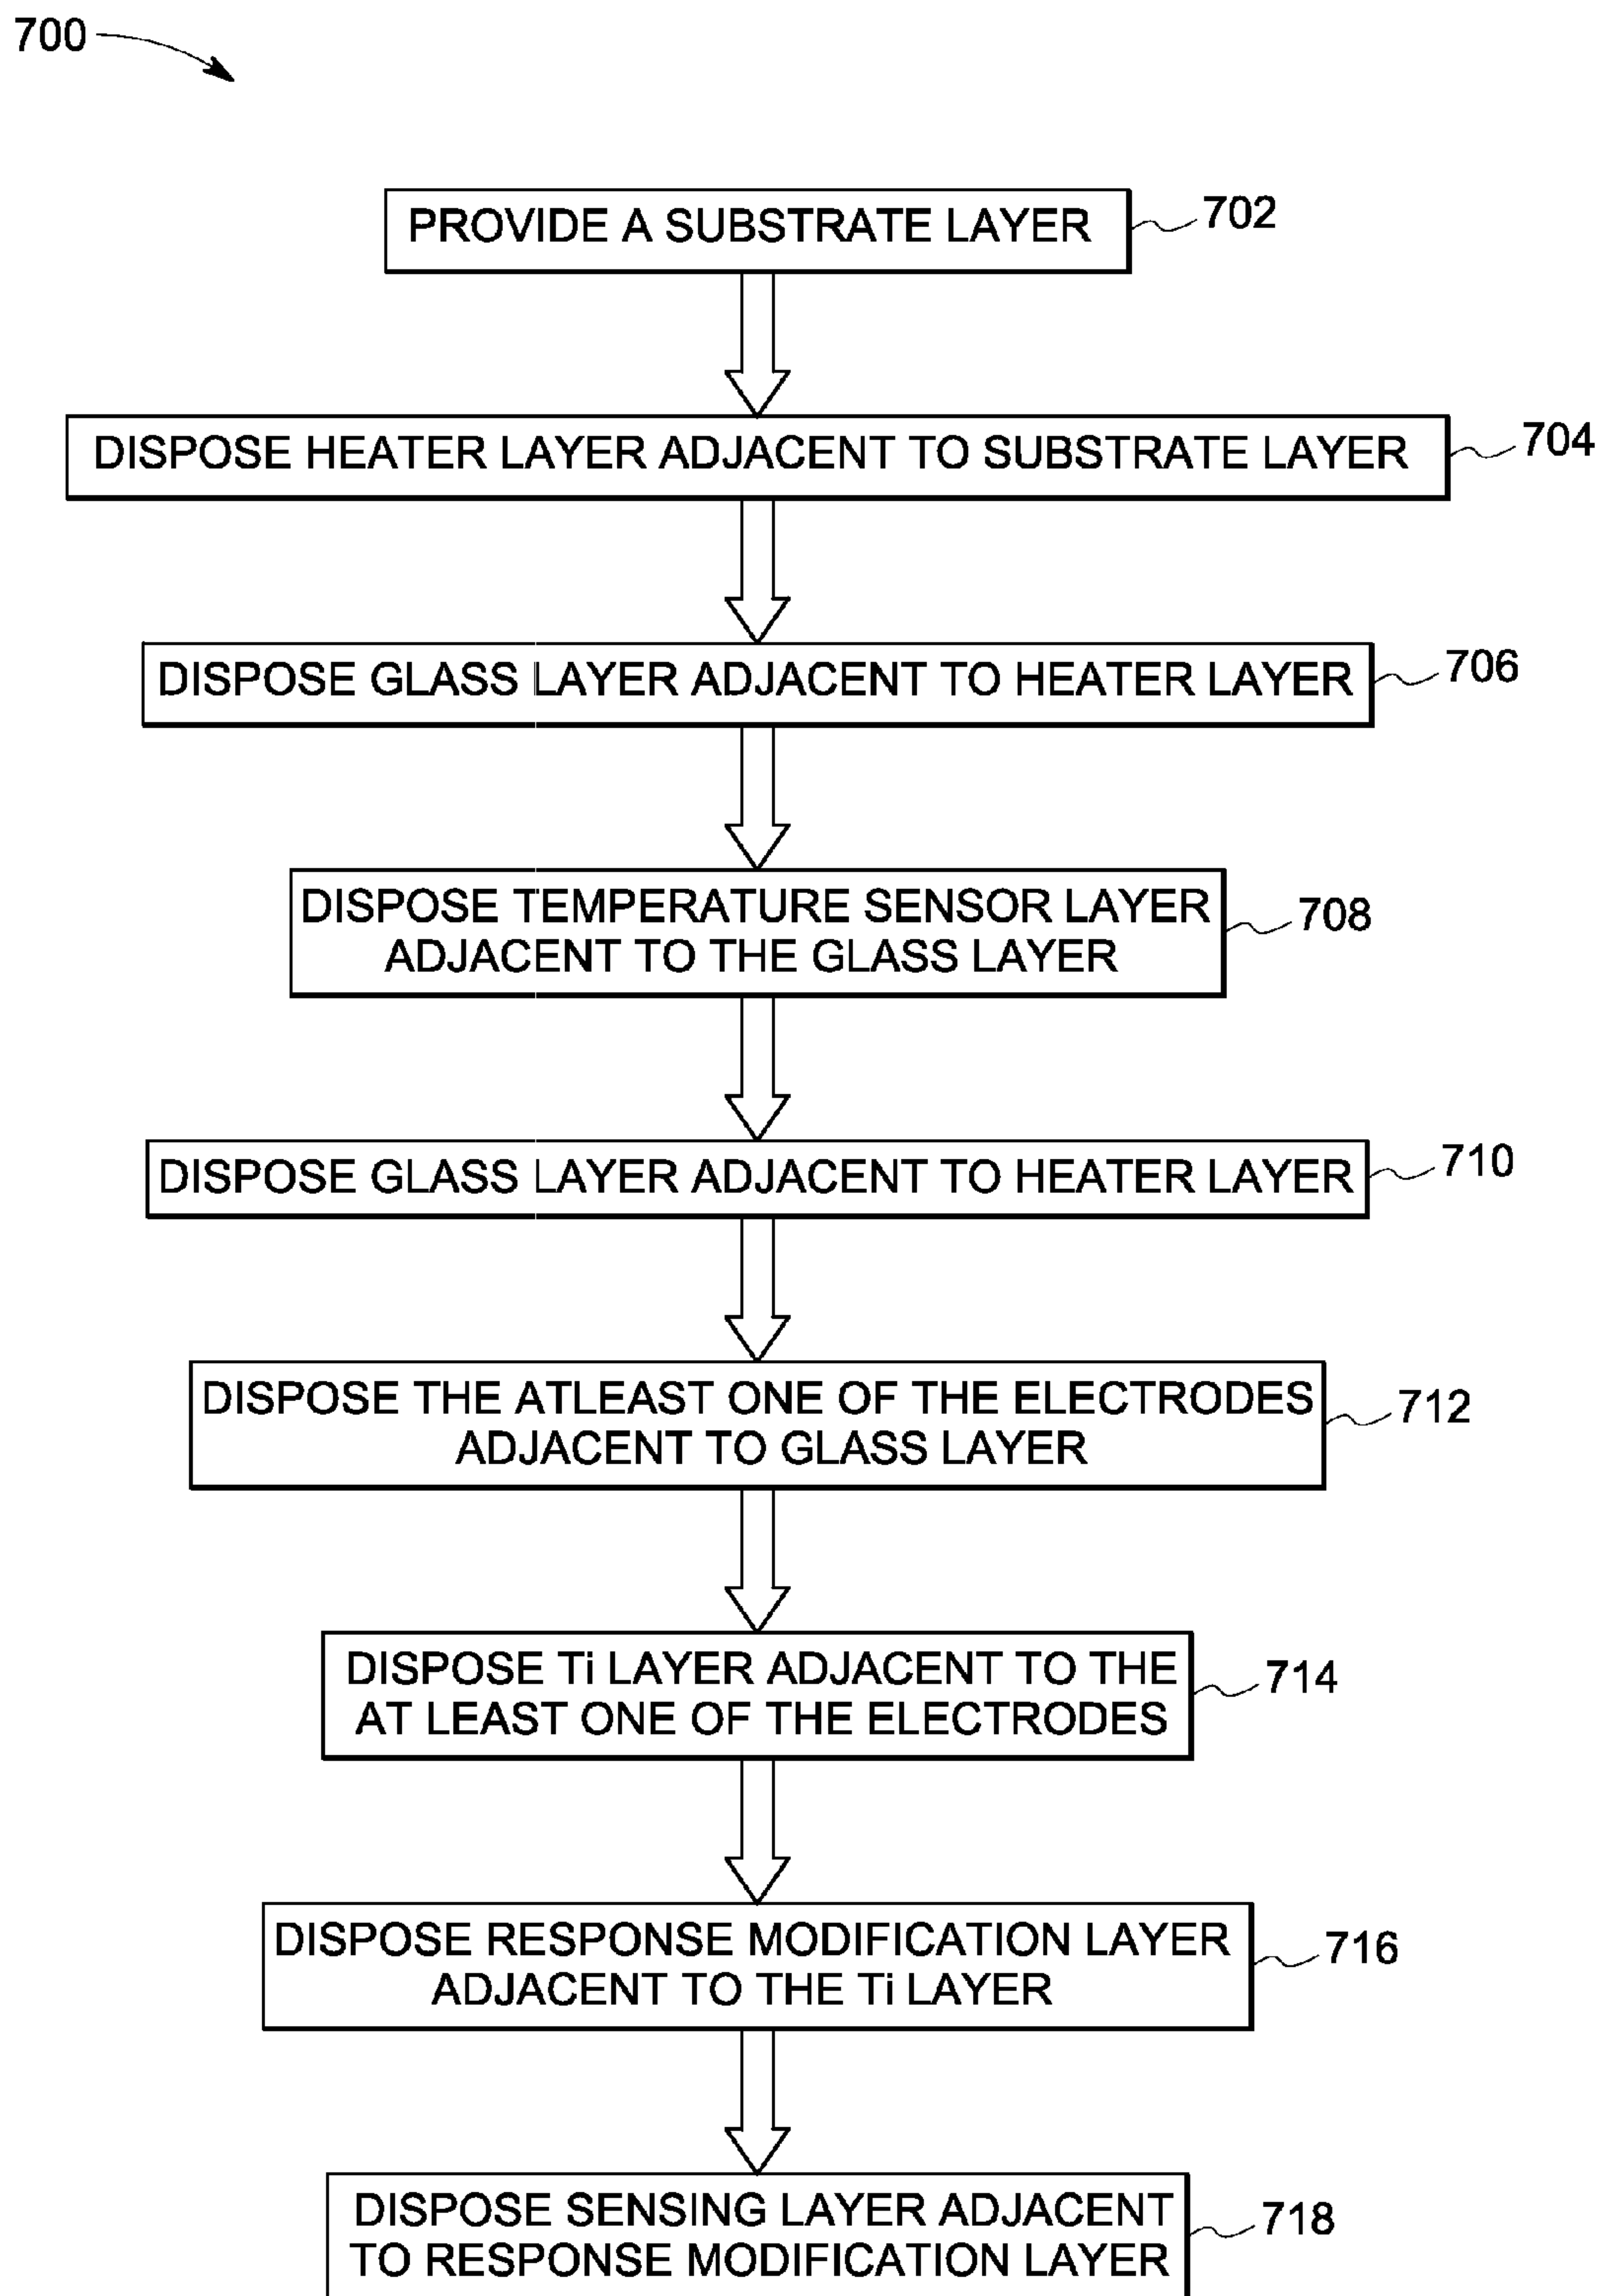 700
PROVIDE A SUBSTRATE LAYER
702
DISPOSE HEATER LAYER ADJACENT TO SUBSTRATE LAYER
704
DISPOSE GLASS LAYER ADJACENT TO HEATER LAYER
706
DISPOSE TEMPERATURE SENSOR LAYER
ADJACENT TO THE GLASS LAYER
708
DISPOSE GLASS LAYER ADJACENT TO HEATER LAYER
710
DISPOSE THE ATLEAST ONE OF THE ELECTRODES
ADJACENT TO GLASS LAYER
712
DISPOSE Ti LAYER ADJACENT TO THE
AT LEAST ONE OF THE ELECTRODES
714
DISPOSE RESPONSE MODIFICATION LAYER
ADJACENT TO THE Ti LAYER
716
DISPOSE SENSING LAYER ADJACENT
TO RESPONSE MODIFICATION LAYER
718